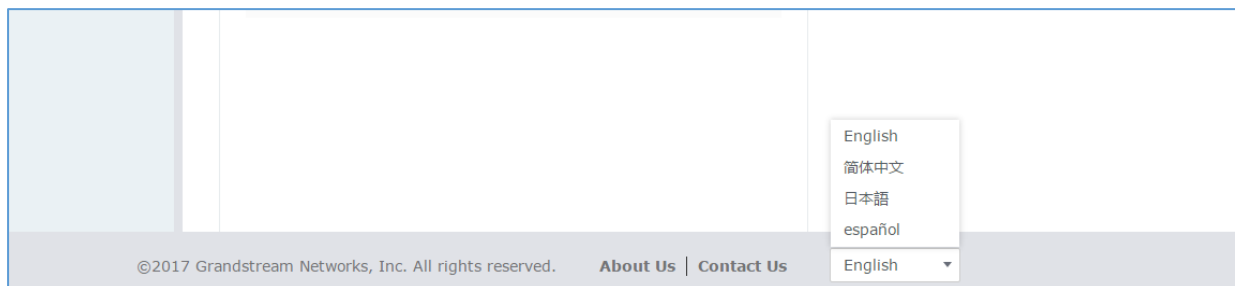 English
简体中文
日本語
español
©2017 Grandstream Networks, Inc. All rights reserved. About Us | Contact Us English